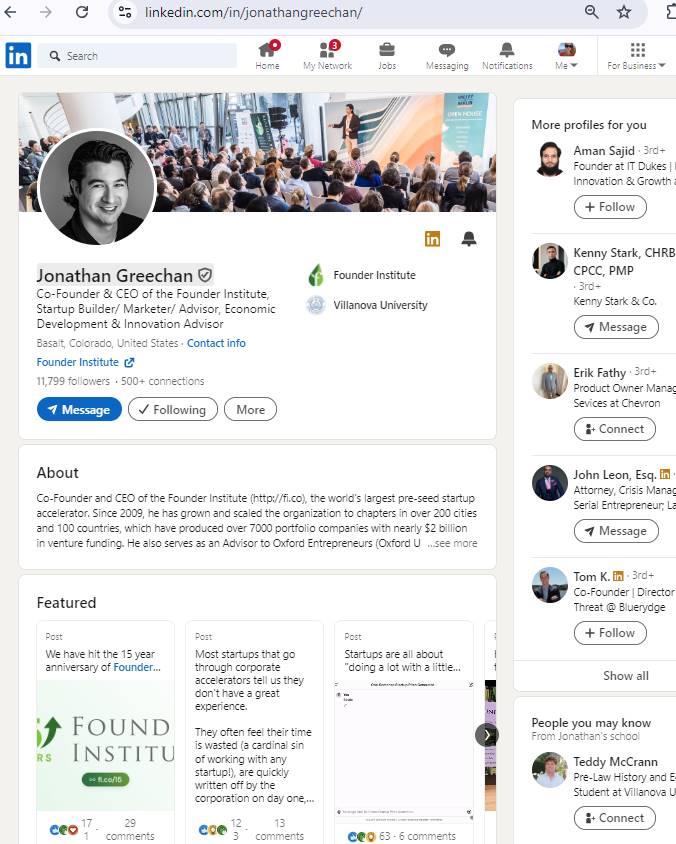 linkedin.com/in/jonathangreechan/
in
Search
Home
3
My Network
Jobs
Messaging
Notifications
Me
For Business
OPEN HOUSE
in
Jonathan Greechan
Co-Founder & CEO of the Founder Institute,
Startup Builder/ Marketer/ Advisor, Economic
Development & Innovation Advisor
Basalt, Colorado, United States · Contact info
Founder Institute
11,799 followers · 500+ connections
Message
Following
More
Founder Institute
Villanova University
About
Co-Founder and CEO of the Founder Institute (http://fi.co), the world's largest pre-seed startup
accelerator. Since 2009, he has grown and scaled the organization to chapters in over 200 cities
and 100 countries, which have produced over 7000 portfolio companies with nearly $2 billion
in venture funding. He also serves as an Advisor to Oxford Entrepreneurs (Oxford U ...see more
Featured
Post
We have hit the 15 year
anniversary of Founder...
FOUND
INSTITU
RS
fi.co/15
17
1
29
comments
Post
Most startups that go
through corporate
accelerators tell us they
don't have a great
experience.
They often feel their time
is wasted (a cardinal sin
of working with any
startup!), are quickly
written off by the
corporation on day one,...
12
3
13
comments
Post
Startups are all about
"doing a lot with a little...
You
63 · 6 comments
More profiles for you
Aman Sajid · 3rd+
Founder at IT Dukes |
Innovation & Growth
Follow
Kenny Stark, CHRB
CPCC, PMP
· 3rd+
Kenny Stark & Co.
Message
Erik Fathy · 3rd+
Product Owner Manag
Sevices at Chevron
Connect
John Leon, Esq. in
Attorney, Crisis Manag
Serial Entrepreneur; La
Message
Tom K. in · 3rd+
Co-Founder | Director
Threat @ Bluerydge
Follow
Show all
People you may know
From Jonathan's school
Teddy McCrann
Pre-Law History and E
Student at Villanova U
Connect